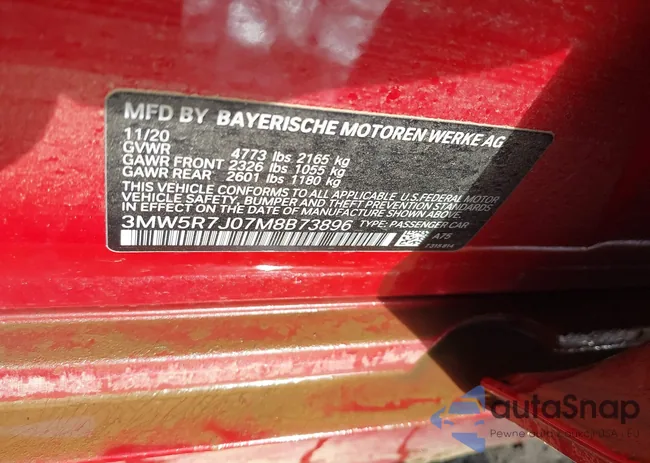 MFD BY BAYERISCHE MOTOREN WERKE AG
11/20
GVWR 4773 lbs 2165 kg
GAWR FRONT 2326 lbs 1055 kg
GAWR REAR 2601 lbs 1180 kg
THIS VEHICLE CONFORMS TO ALL APPLICABLE U.S. FEDERAL MOTOR
VEHICLE SAFETY, BUMPER AND THEFT PREVENTION STANDARDS
IN EFFECT ON THE DATE OF MANUFACTURE SHOWN ABOVE.
3MW5R7J07M8B73896 TYPE: PASSENGER CAR
A75
autaSnap